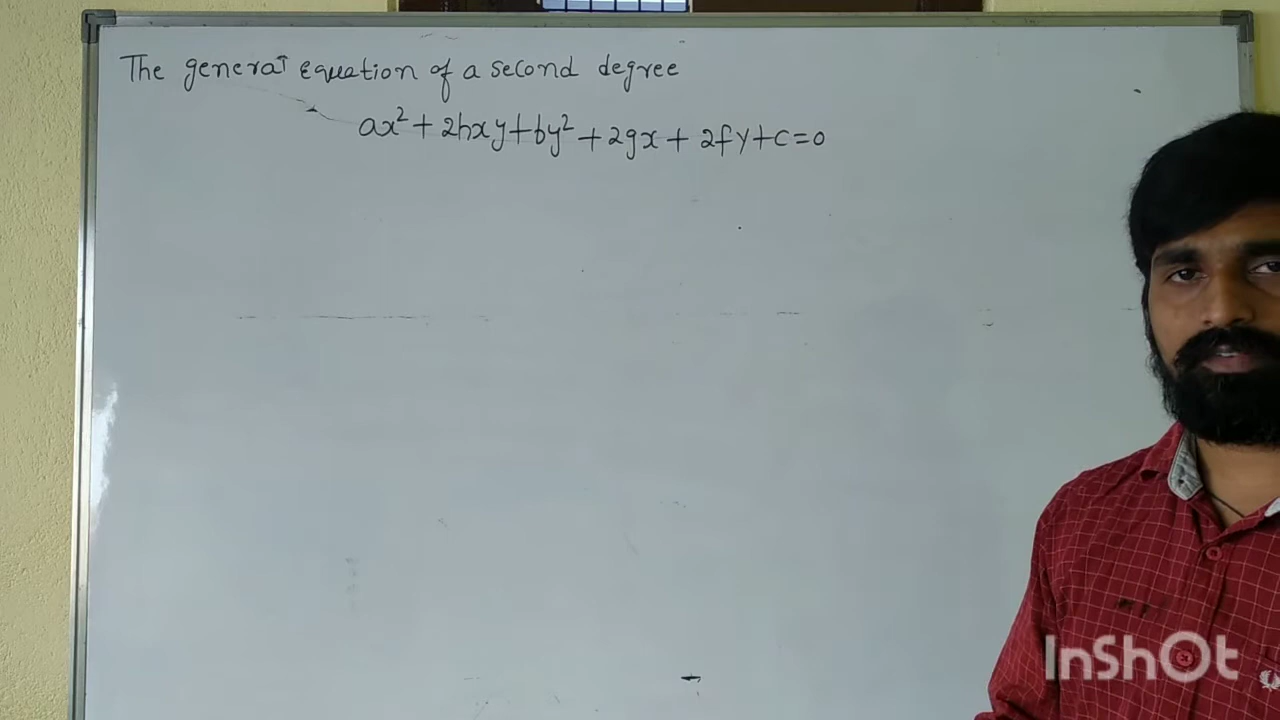 The general equation of a second degree
ax² + 2hxy + by² + 2gx + 2fy + c = 0
InShOt